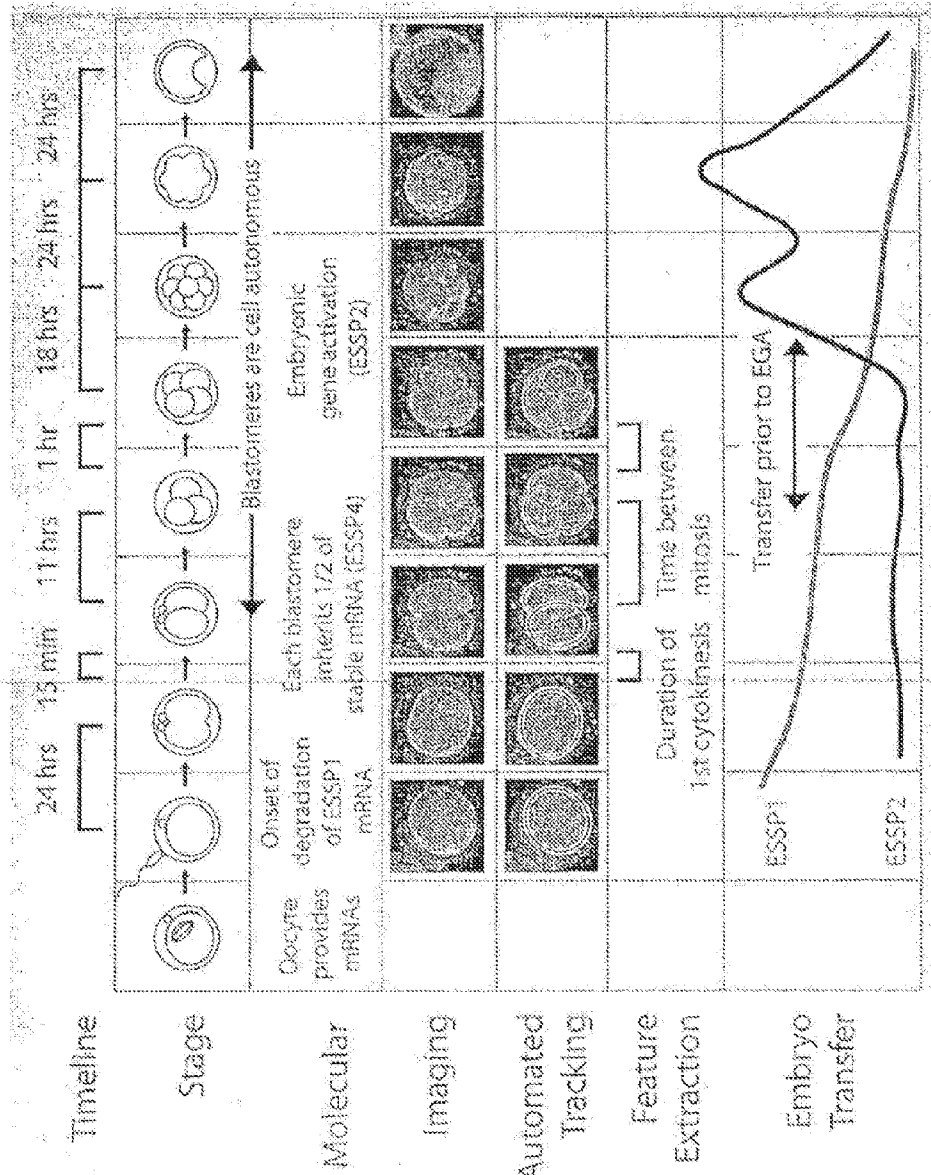 Timeline
24 hrs
15 min
11 hrs
1 hr
18 hrs
24 hrs
24 hrs
Stage
Molecular
Oocyte
provides
mRNAs
Onset of
degradation
of ESSP1
mRNA
Each blastomere
inherits 1/2 of
stable mRNA (ESSP4)
Blastomeres are cell autonomous
Embryonic
gene activation
(ESSP2)
Imaging
Automated
Tracking
Feature
Extraction
Duration of
1st cytokinesis
Time between
mitosis
Embryo
Transfer
ESSP1
ESSP2
Transfer prior to EGA